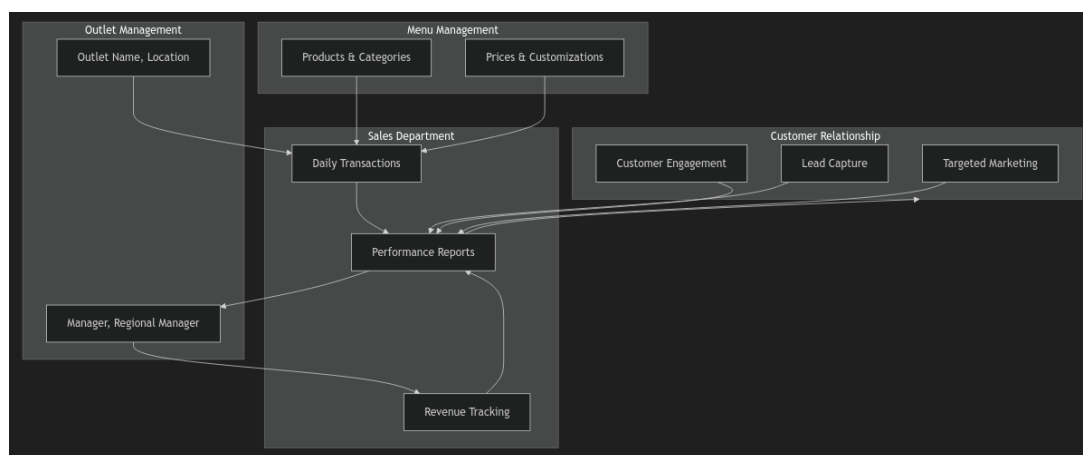 Outlet Management
Outlet Name, Location
Menu Management
Products & Categories
Prices & Customizations
Sales Department
Daily Transactions
Customer Relationship
Customer Engagement
Lead Capture
Targeted Marketing
Performance Reports
Manager, Regional Manager
Revenue Tracking